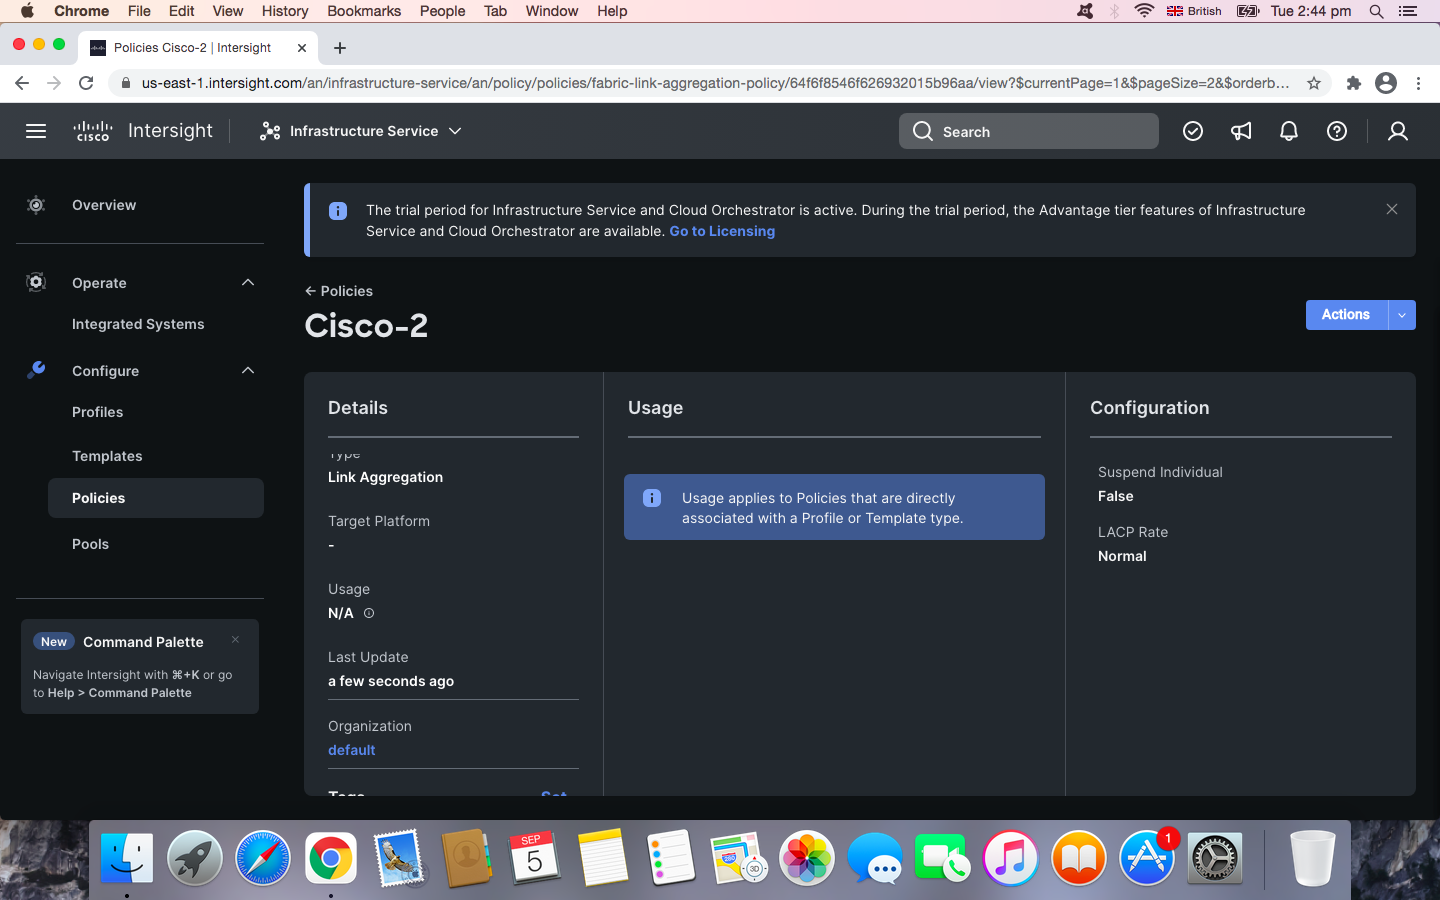 Chrome File Edit View History Bookmarks People Tab Window Help British Tue 2:44 pm
Policies Cisco-2 | Intersight
us-east-1.intersight.com/an/infrastructure-service/an/policy/policies/fabric-link-aggregation-policy/64f6f8546f626932015b96aa/view?$currentPage=1&$pageSize=2&$orderb...
cisco Intersight Infrastructure Service Search
Overview
Operate
Integrated Systems
Configure
Profiles
Templates
Policies
Pools
New Command Palette
Navigate Intersight with ⌘+K or go
to Help > Command Palette
The trial period for Infrastructure Service and Cloud Orchestrator is active. During the trial period, the Advantage tier features of Infrastructure
Service and Cloud Orchestrator are available. Go to Licensing
← Policies
Cisco-2
Actions
Details
Type
Link Aggregation
Target Platform
-
Usage
N/A
Last Update
a few seconds ago
Organization
default
Tags Set
Usage
Usage applies to Policies that are directly
associated with a Profile or Template type.
Configuration
Suspend Individual
False
LACP Rate
Normal
SEP
5
280
3D
1